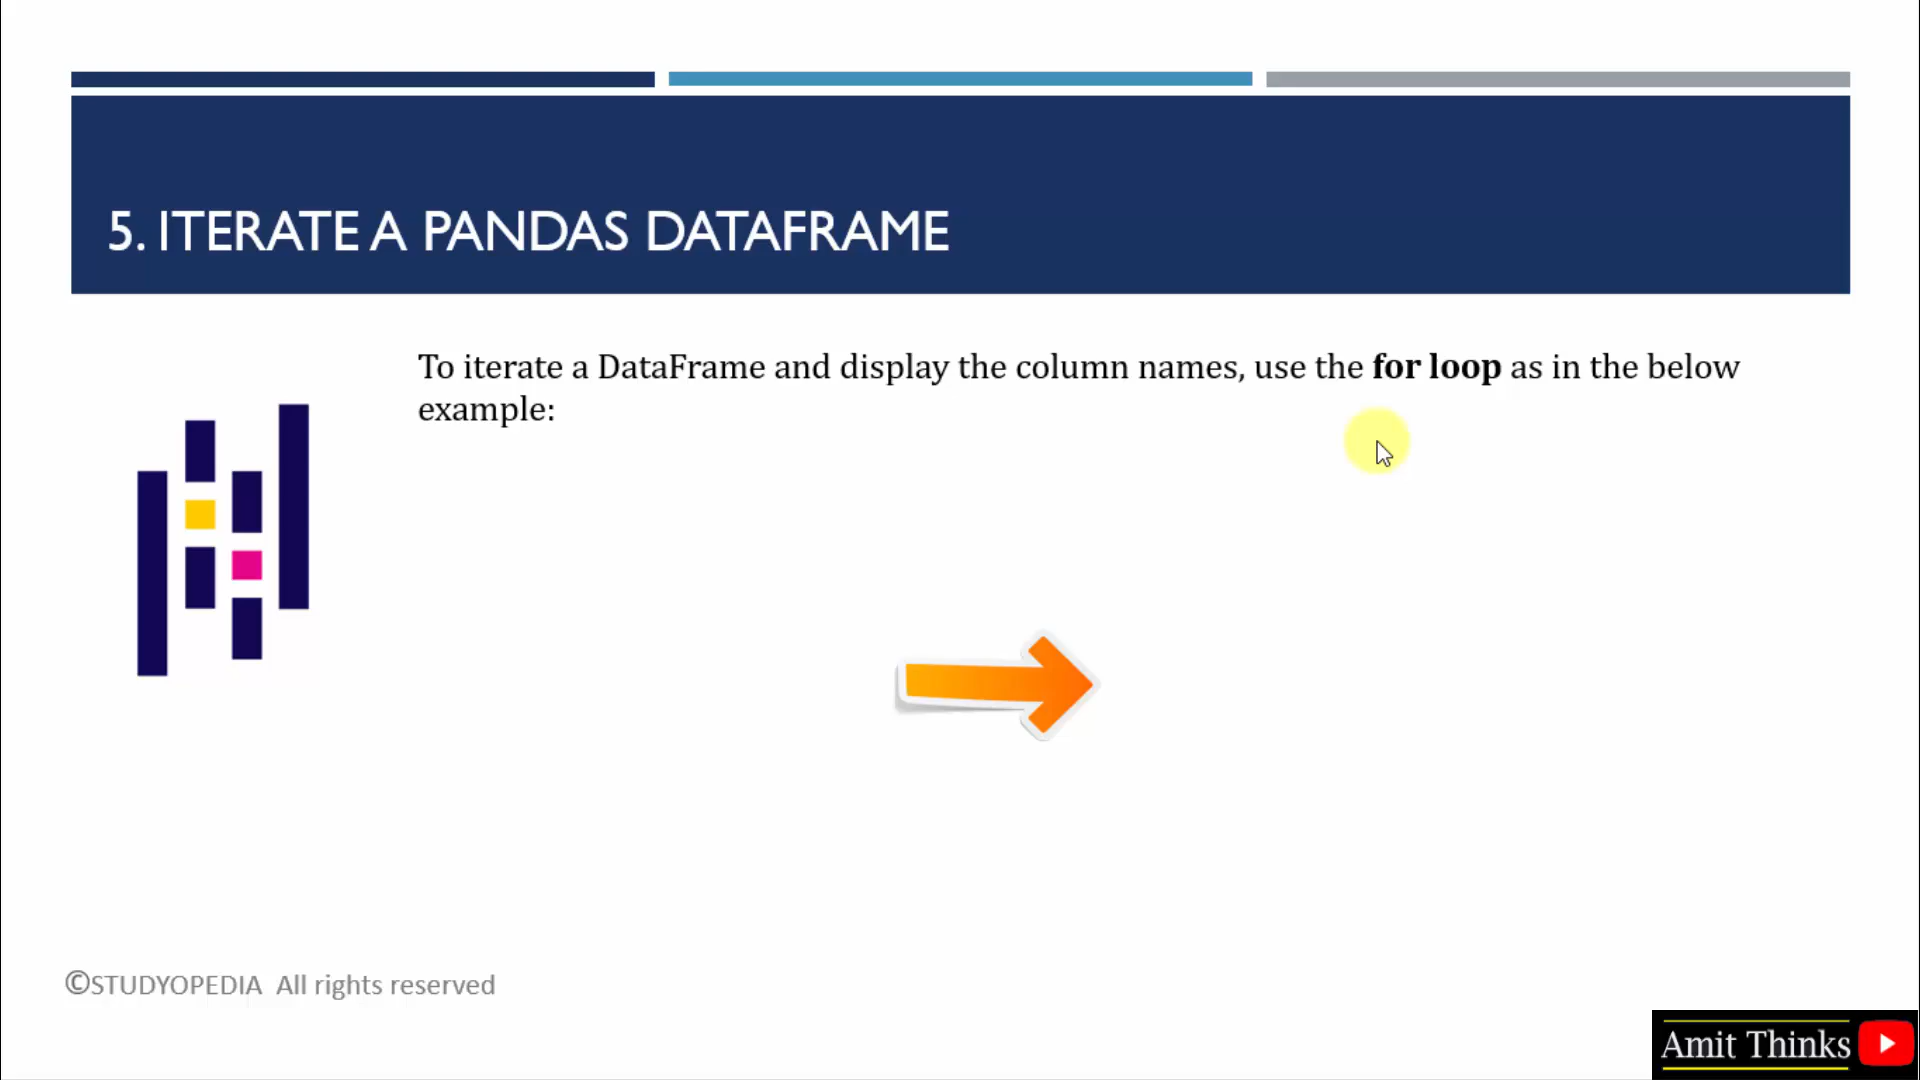 5. ITERATE A PANDAS DATAFRAME
To iterate a DataFrame and display the column names, use the for loop as in the below
example:
©STUDYOPEDIA All rights reserved
Amit Thinks